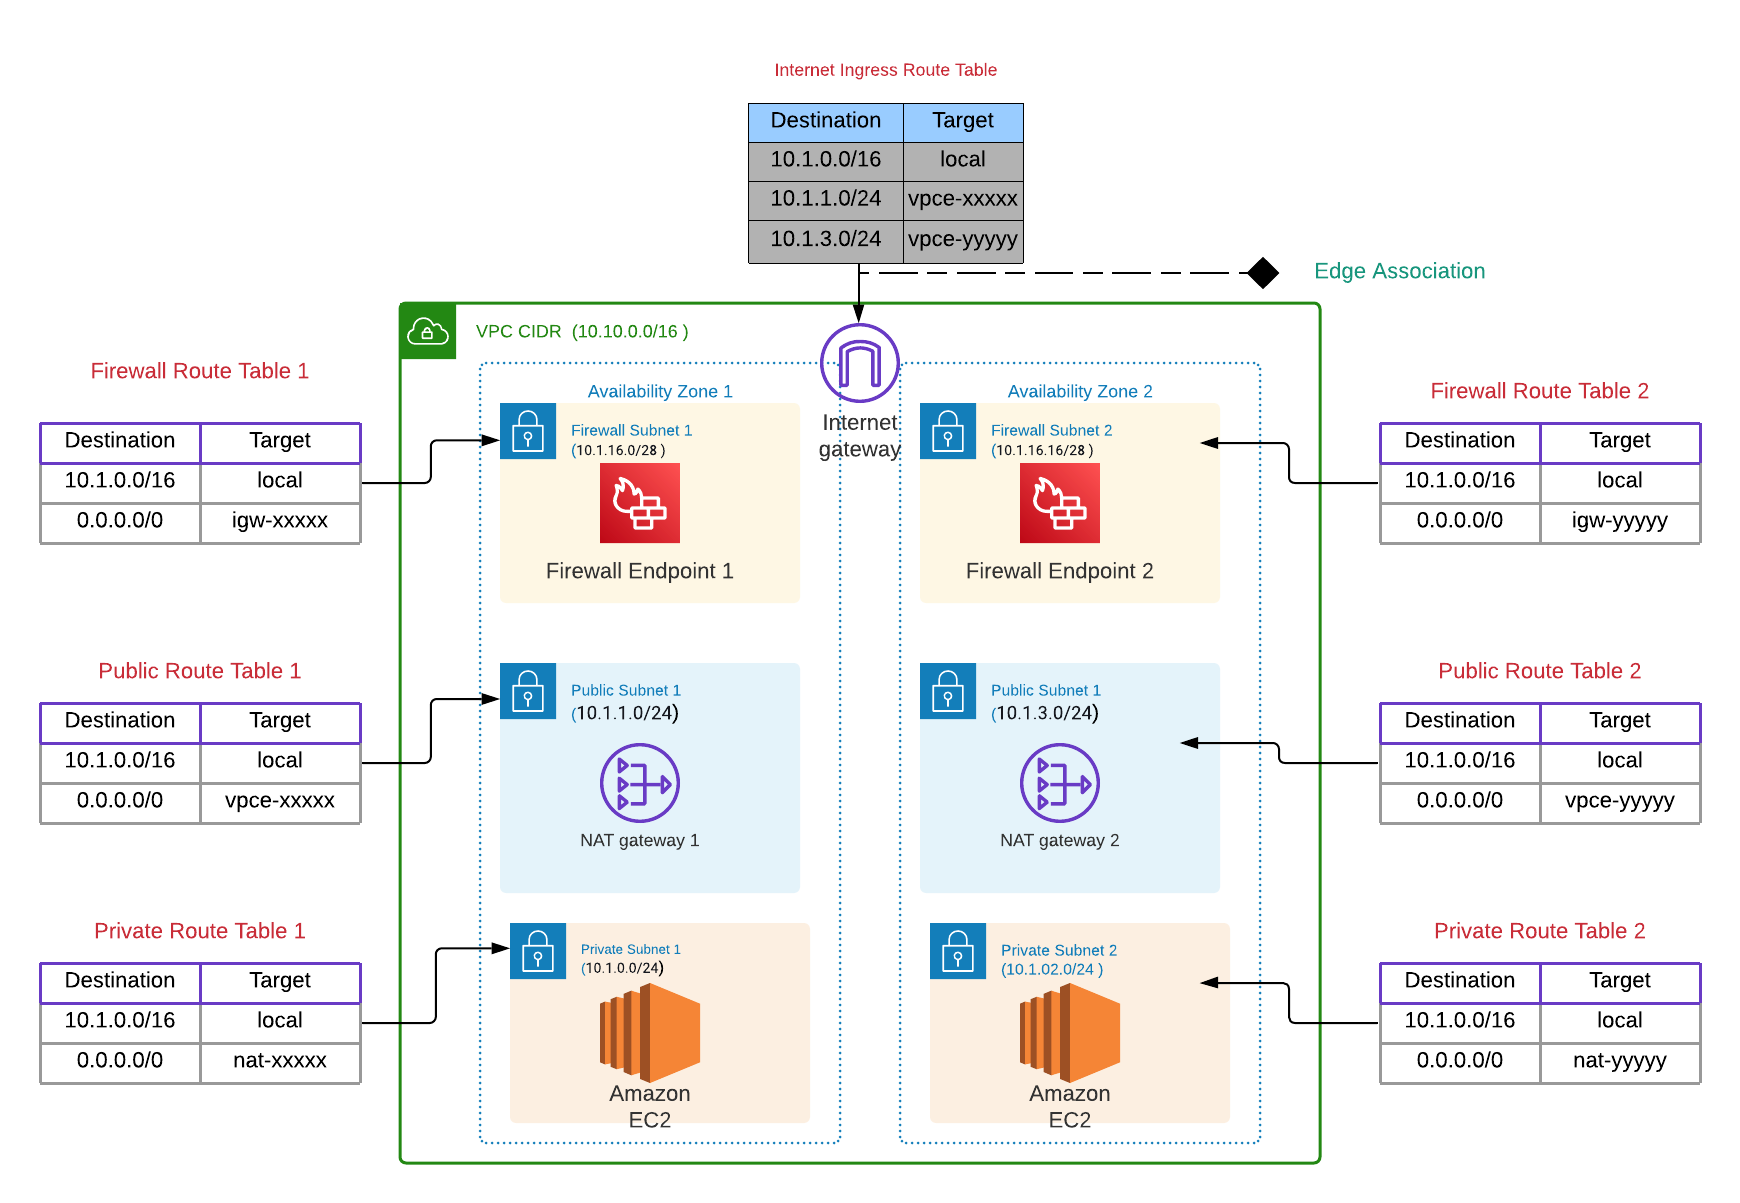 Internet Ingress Route Table
Destination Target
10.1.0.0/16 local
10.1.1.0/24 vpce-xxxxx
10.1.3.0/24 vpce-yyyyy
Edge Association
VPC CIDR (10.10.0.0/16 )
Internet
gateway
Firewall Route Table 1
Destination Target
10.1.0.0/16 local
0.0.0.0/0 igw-xxxxx
Availability Zone 1
Firewall Subnet 1
(10.1.16.0/28 )
Firewall Endpoint 1
Availability Zone 2
Firewall Subnet 2
(10.1.16.16/28 )
Firewall Endpoint 2
Firewall Route Table 2
Destination Target
10.1.0.0/16 local
0.0.0.0/0 igw-yyyyy
Public Route Table 1
Destination Target
10.1.0.0/16 local
0.0.0.0/0 vpce-xxxxx
Public Subnet 1
(10.1.1.0/24)
NAT gateway 1
Public Subnet 1
(10.1.3.0/24)
NAT gateway 2
Public Route Table 2
Destination Target
10.1.0.0/16 local
0.0.0.0/0 vpce-yyyyy
Private Route Table 1
Destination Target
10.1.0.0/16 local
0.0.0.0/0 nat-xxxxx
Private Subnet 1
(10.1.0.0/24)
Amazon
EC2
Private Subnet 2
(10.1.02.0/24 )
Amazon
EC2
Private Route Table 2
Destination Target
10.1.0.0/16 local
0.0.0.0/0 nat-yyyyy